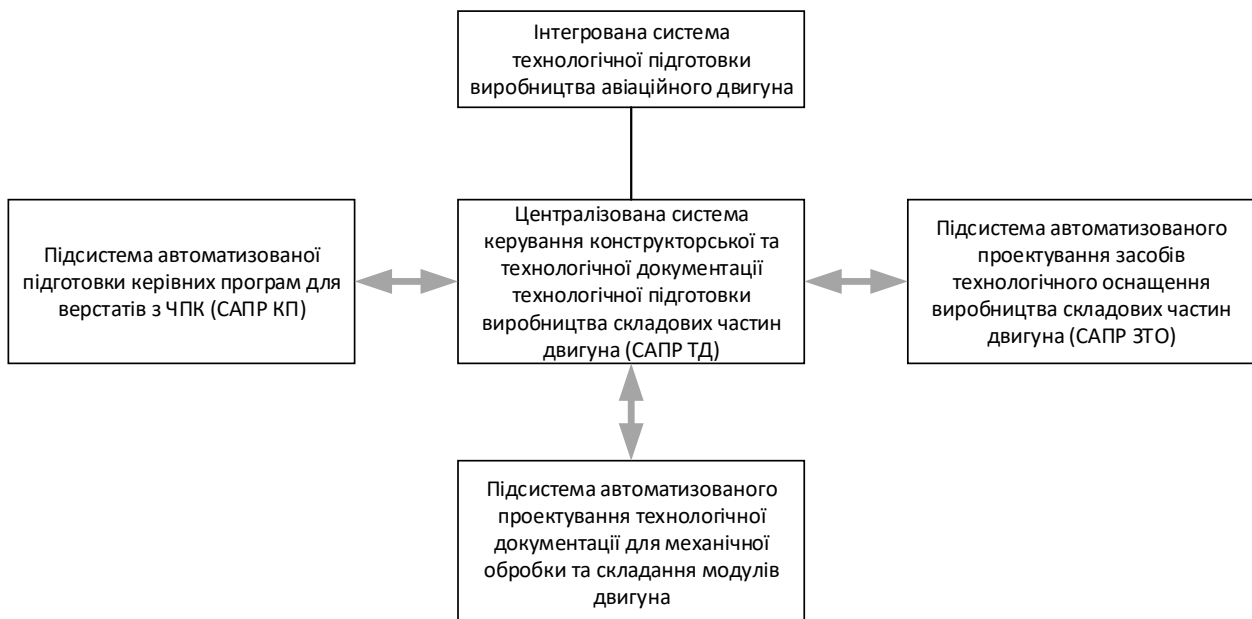 Інтегрована система
технологічної підготовки
виробництва авіаційного двигуна
Підсистема автоматизованої
підготовки керівних програм для
верстатів з ЧПК (САПР КП)
Централізована система
керування конструкторської та
технологічної документації
технологічної підготовки
виробництва складових частин
двигуна (САПР ТД)
Підсистема автоматизованого
проектування засобів
технологічного оснащення
виробництва складових частин
двигуна (САПР ЗТО)
Підсистема автоматизованого
проектування технологічної
документації для механічної
обробки та складання модулів
двигуна